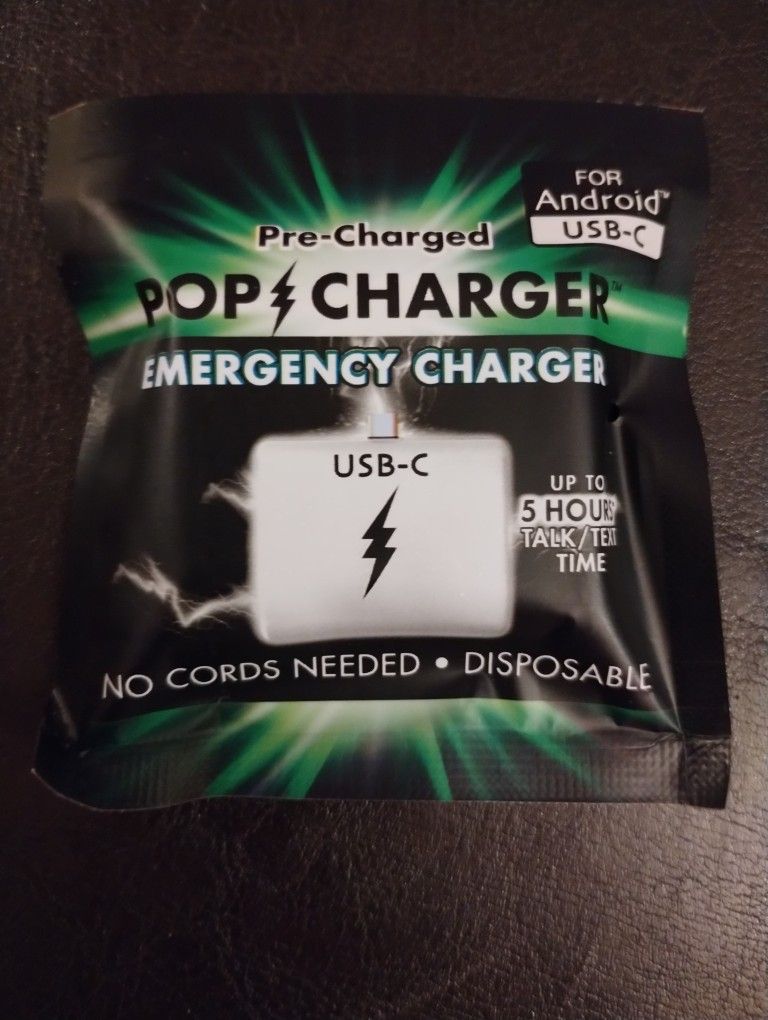 FOR
Android™
USB-C
Pre-Charged
POP CHARGER™
EMERGENCY CHARGER
USB-C
UP TO
5 HOURS
TALK/TEXT
TIME
NO CORDS NEEDED • DISPOSABLE